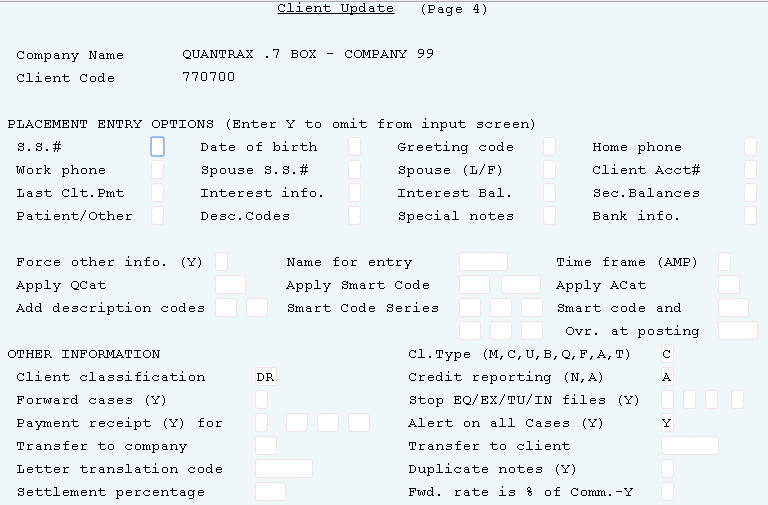 Client Update (Page 4)
Company Name QUANTRAX .7 BOX - COMPANY 99
Client Code 770700
PLACEMENT ENTRY OPTIONS (Enter Y to omit from input screen)
S.S.# Date of birth Greeting code Home phone
Work phone Spouse S.S.# Spouse (L/F) Client Acct#
Last Clt.Pmt Interest info. Interest Bal. Sec.Balances
Patient/Other Desc.Codes Special notes Bank info.
Force other info. (Y) Name for entry Time frame (AMP)
Apply QCat Apply Smart Code Apply ACat
Add description codes Smart Code Series Smart code and
Ovr. at posting
OTHER INFORMATION Cl.Type (M,C,U,B,Q,F,A,T) C
Client classification DR Credit reporting (N,A) A
Forward cases (Y) Stop EQ/EX/TU/IN files (Y)
Payment receipt (Y) for Alert on all Cases (Y) Y
Transfer to company Transfer to client
Letter translation code Duplicate notes (Y)
Settlement percentage Fwd. rate is % of Comm.-Y